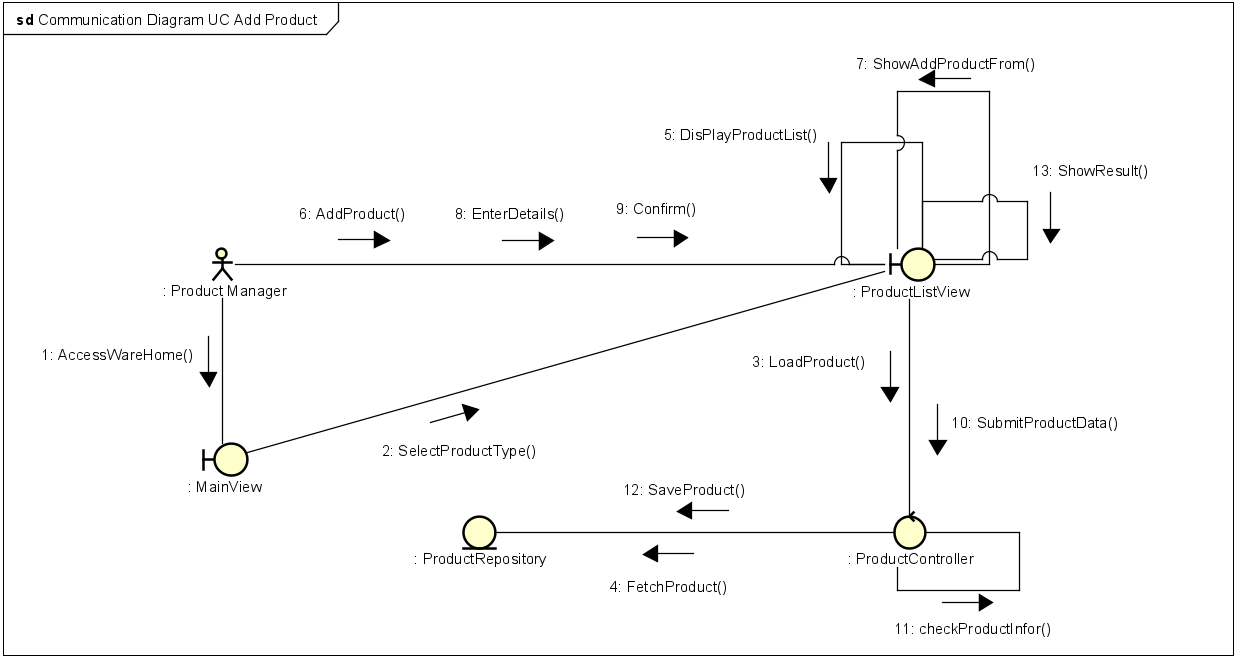 sd Communication Diagram UC Add Product
7: ShowAddProductFrom()
5: DisPlayProductList()
13: ShowResult()
6: AddProduct()
8: EnterDetails()
9: Confirm()
: Product Manager
: ProductListView
1: AccessWareHome()
3: LoadProduct()
10: SubmitProductData()
2: SelectProductType()
: MainView
12: SaveProduct()
: ProductRepository
: ProductController
4: FetchProduct()
11: checkProductInfor()